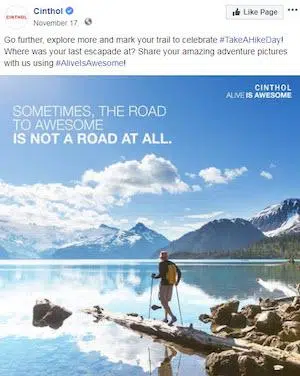 CINTHOL
Cinthol
Like Page
November 17 ·
Go further, explore more and mark your trail to celebrate #TakeAHikeDay!
Where was your last escapade at? Share your amazing adventure pictures
with us using #AliveIsAwesome!
CINTHOL
ALIVE IS AWESOME
SOMETIMES, THE ROAD
TO AWESOME
IS NOT A ROAD AT ALL.